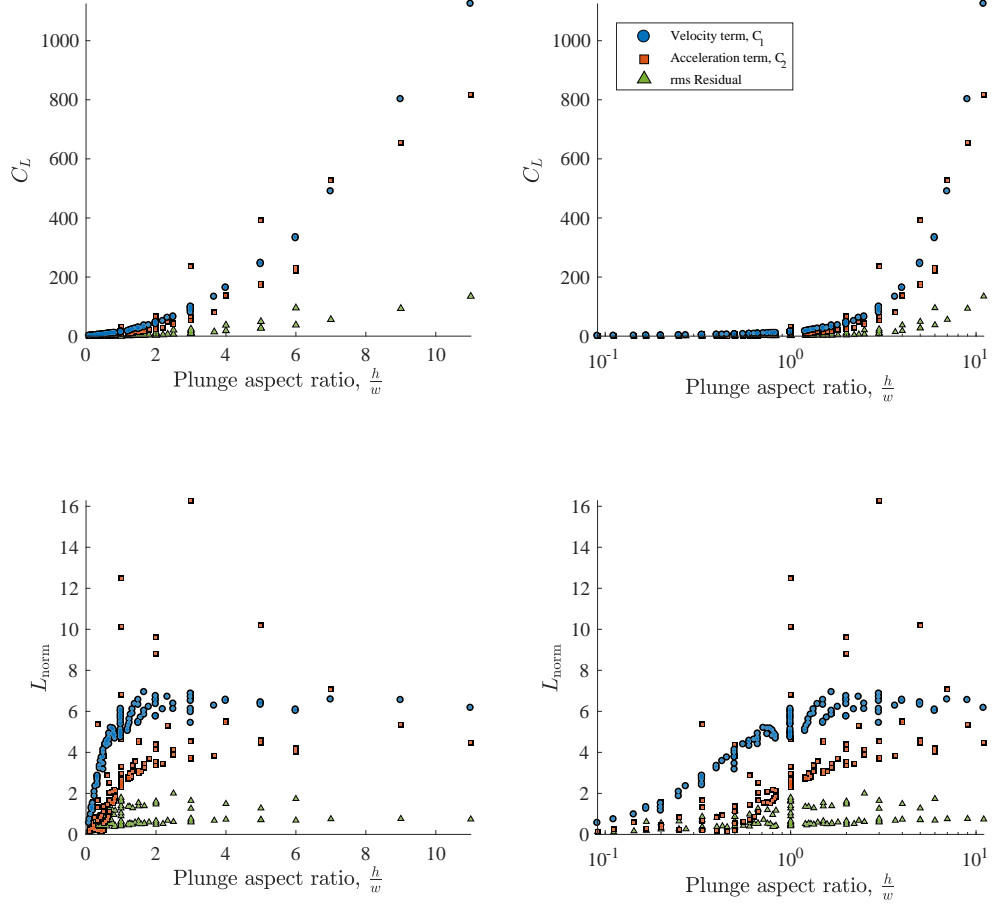 1000
800
600
400
200
0
C_L
0 2 4 6 8 10
Plunge aspect ratio, h/w
1000
800
600
400
200
0
C_L
Velocity term, C_1
Acceleration term, C_2
rms Residual
10^-1 10^0 10^1
Plunge aspect ratio, h/w
16
14
12
10
8
6
4
2
0
L_norm
0 2 4 6 8 10
Plunge aspect ratio, h/w
16
14
12
10
8
6
4
2
0
L_norm
10^-1 10^0 10^1
Plunge aspect ratio, h/w